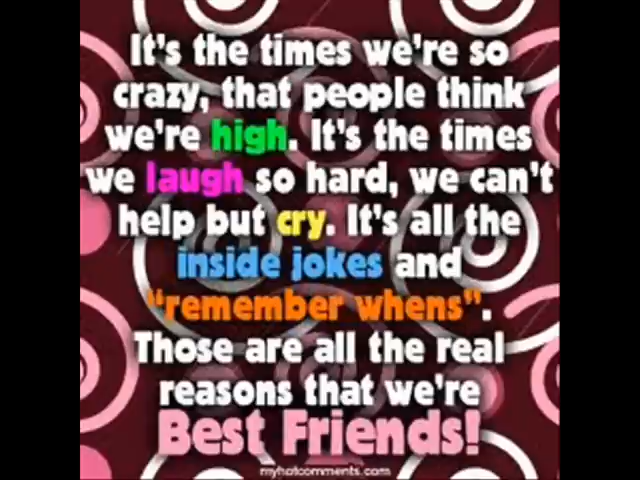 It's the times we're so
crazy, that people think
we're high. It's the times
we laugh so hard, we can't
help but cry. It's all the
inside jokes and
"remember whens".
Those are all the real
reasons that we're
Best Friends!
myhotcomments.com